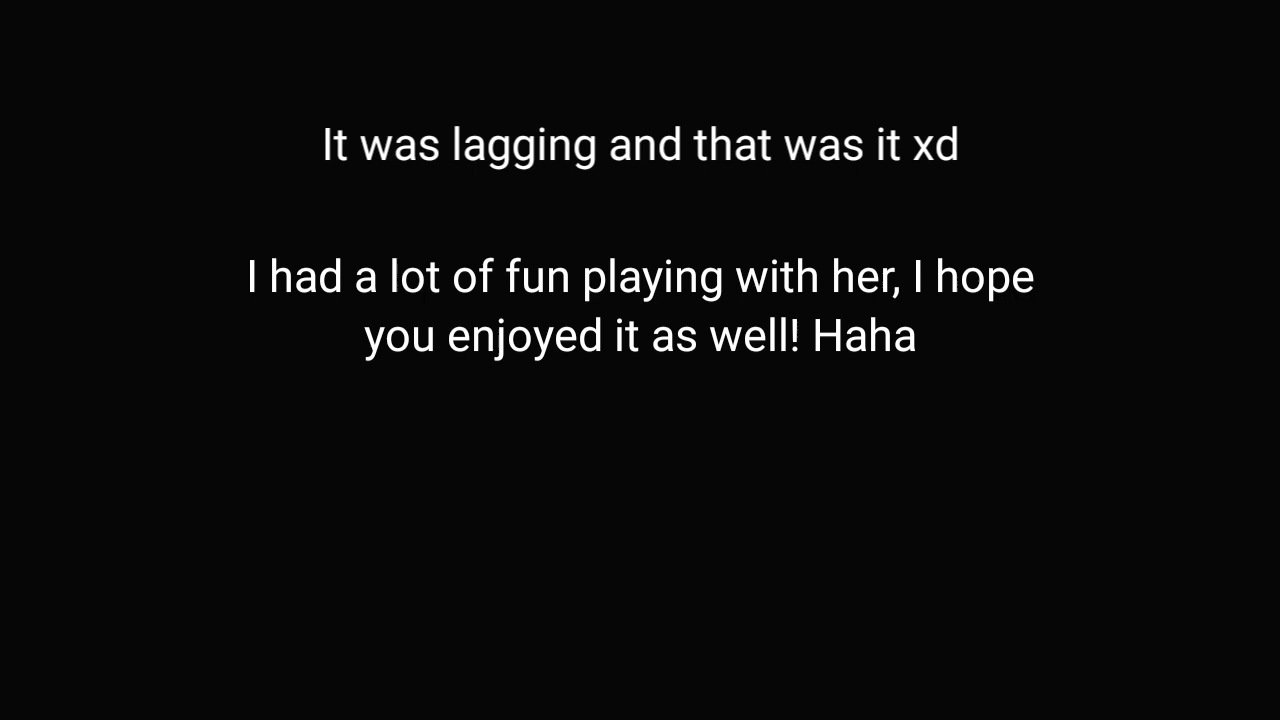 It was lagging and that was it xd
I had a lot of fun playing with her, I hope
you enjoyed it as well! Haha